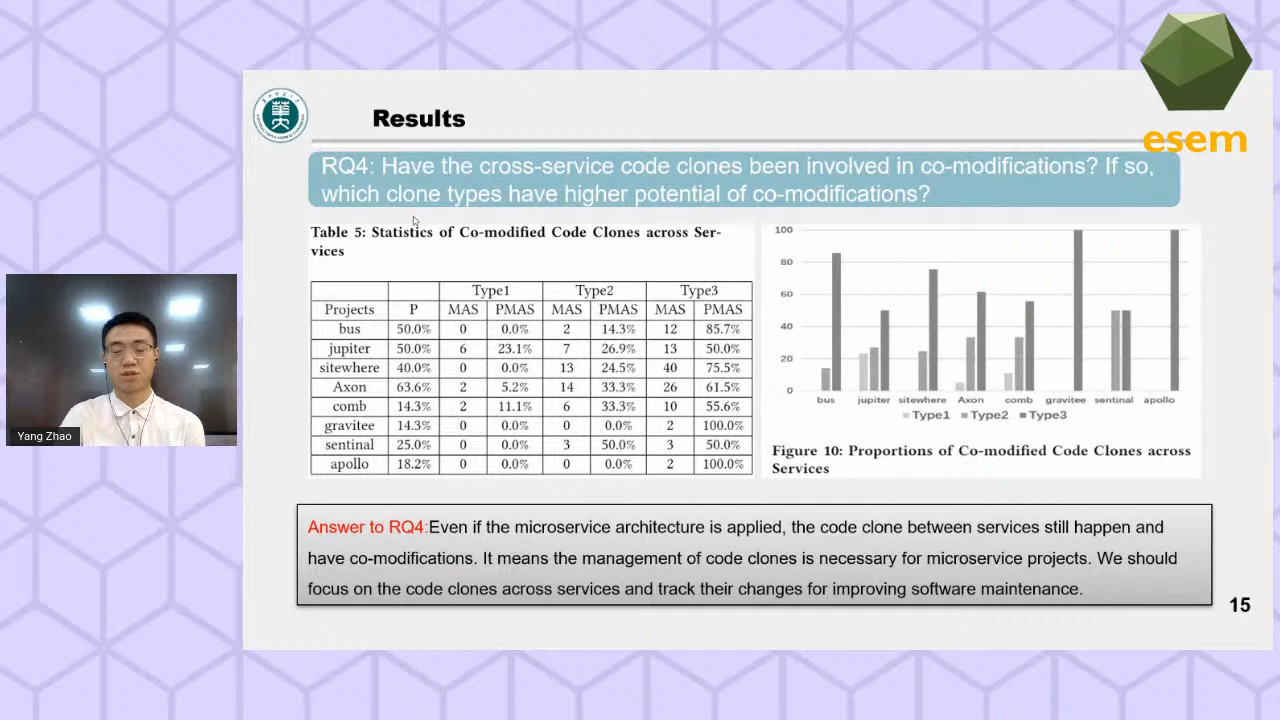 esem
Results
RQ4: Have the cross-service code clones been involved in co-modifications? If so,
which clone types have higher potential of co-modifications?
Table 5: Statistics of Co-modified Code Clones across Ser-
vices
Type1 Type2 Type3
Projects P MAS PMAS MAS PMAS MAS PMAS
bus 50.0% 0 0.0% 2 14.3% 12 85.7%
jupiter 50.0% 6 23.1% 7 26.9% 13 50.0%
sitewhere 40.0% 0 0.0% 13 24.5% 40 75.5%
Axon 63.6% 2 5.2% 14 33.3% 26 61.5%
comb 14.3% 2 11.1% 6 33.3% 10 55.6%
gravitee 14.3% 0 0.0% 0 0.0% 2 100.0%
sentinal 25.0% 0 0.0% 3 50.0% 3 50.0%
apollo 18.2% 0 0.0% 0 0.0% 2 100.0%
100
80
60
40
20
0
bus jupiter sitewhere Axon comb gravitee sentinal apollo
Type1 Type2 Type3
Figure 10: Proportions of Co-modified Code Clones across
Services
Yang Zhao
Answer to RQ4:Even if the microservice architecture is applied, the code clone between services still happen and
have co-modifications. It means the management of code clones is necessary for microservice projects. We should
focus on the code clones across services and track their changes for improving software maintenance.
15